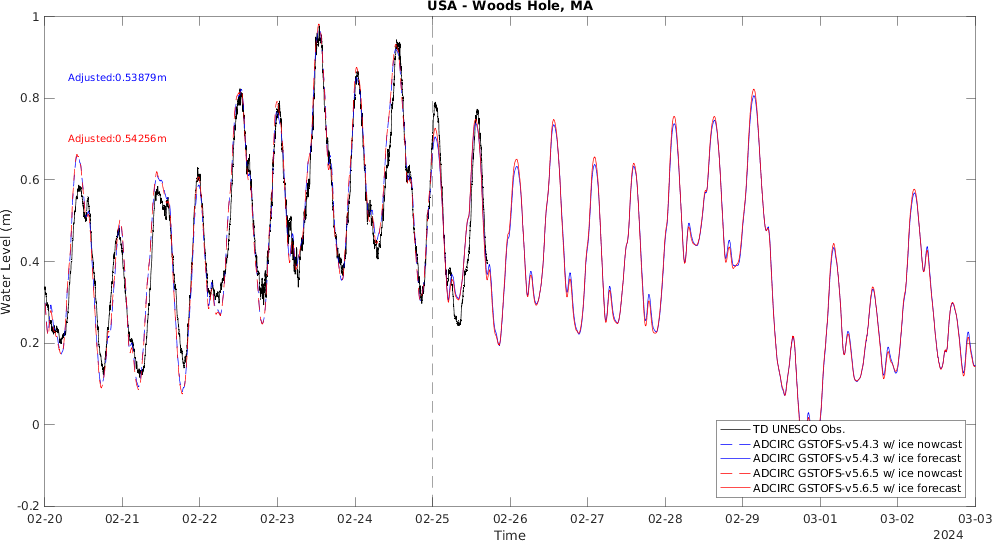 USA - Woods Hole, MA
1
0.8
0.6
0.4
0.2
0
-0.2
Water Level (m)
Adjusted:0.53879m
Adjusted:0.54256m
TD UNESCO Obs.
ADCIRC GSTOFS-v5.4.3 w/ ice nowcast
ADCIRC GSTOFS-v5.4.3 w/ ice forecast
ADCIRC GSTOFS-v5.6.5 w/ ice nowcast
ADCIRC GSTOFS-v5.6.5 w/ ice forecast
02-20 02-21 02-22 02-23 02-24 02-25 02-26 02-27 02-28 02-29 03-01 03-02 03-03
Time
2024